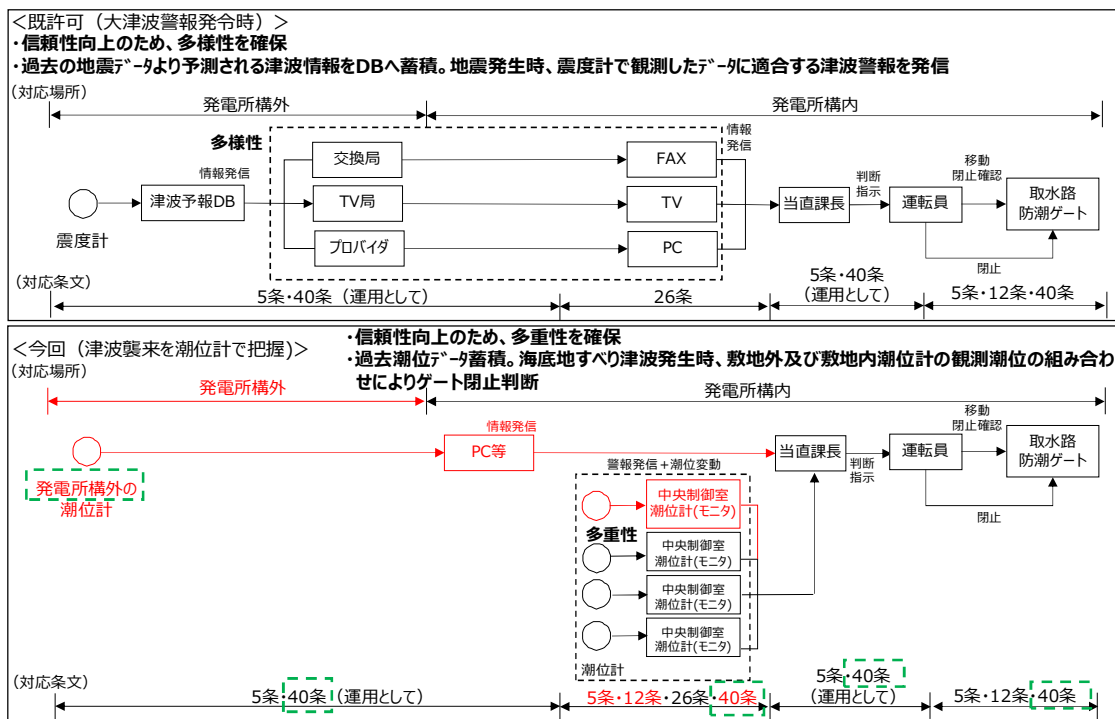 ＜既許可（大津波警報発令時）＞
・信頼性向上のため、多様性を確保
・過去の地震ﾃﾞｰﾀより予測される津波情報をDBへ蓄積。地震発生時、震度計で観測したデータに適合する津波警報を発信
（対応場所）
発電所構外
発電所構内
多様性
情報発信
交換局
FAX
情報
発信
津波予報DB
情報発信
TV局
TV
当直課長
判断
指示
運転員
移動
閉止確認
取水路
防潮ゲート
震度計
プロバイダ
PC
閉止
（対応条文）
5条・40条（運用として）
26条
5条・40条
（運用として）
5条・12条・40条
＜今回（津波襲来を潮位計で把握)＞
・信頼性向上のため、多重性を確保
・過去潮位ﾃﾞｰﾀ蓄積。海底地すべり津波発生時、敷地外及び敷地内潮位計の観測潮位の組み合わ
せによりゲート閉止判断
（対応場所）
発電所構外
発電所構内
情報発信
PC等
当直課長
判断
指示
運転員
移動
閉止確認
取水路
防潮ゲート
閉止
発電所構外の
潮位計
警報発信＋潮位変動
中央制御室
潮位計(モニタ)
多重性
中央制御室
潮位計(モニタ)
中央制御室
潮位計(モニタ)
中央制御室
潮位計(モニタ)
潮位計
（対応条文）
5条・40条（運用として）
5条・12条・26条・40条
5条・40条
（運用として）
5条・12条・40条